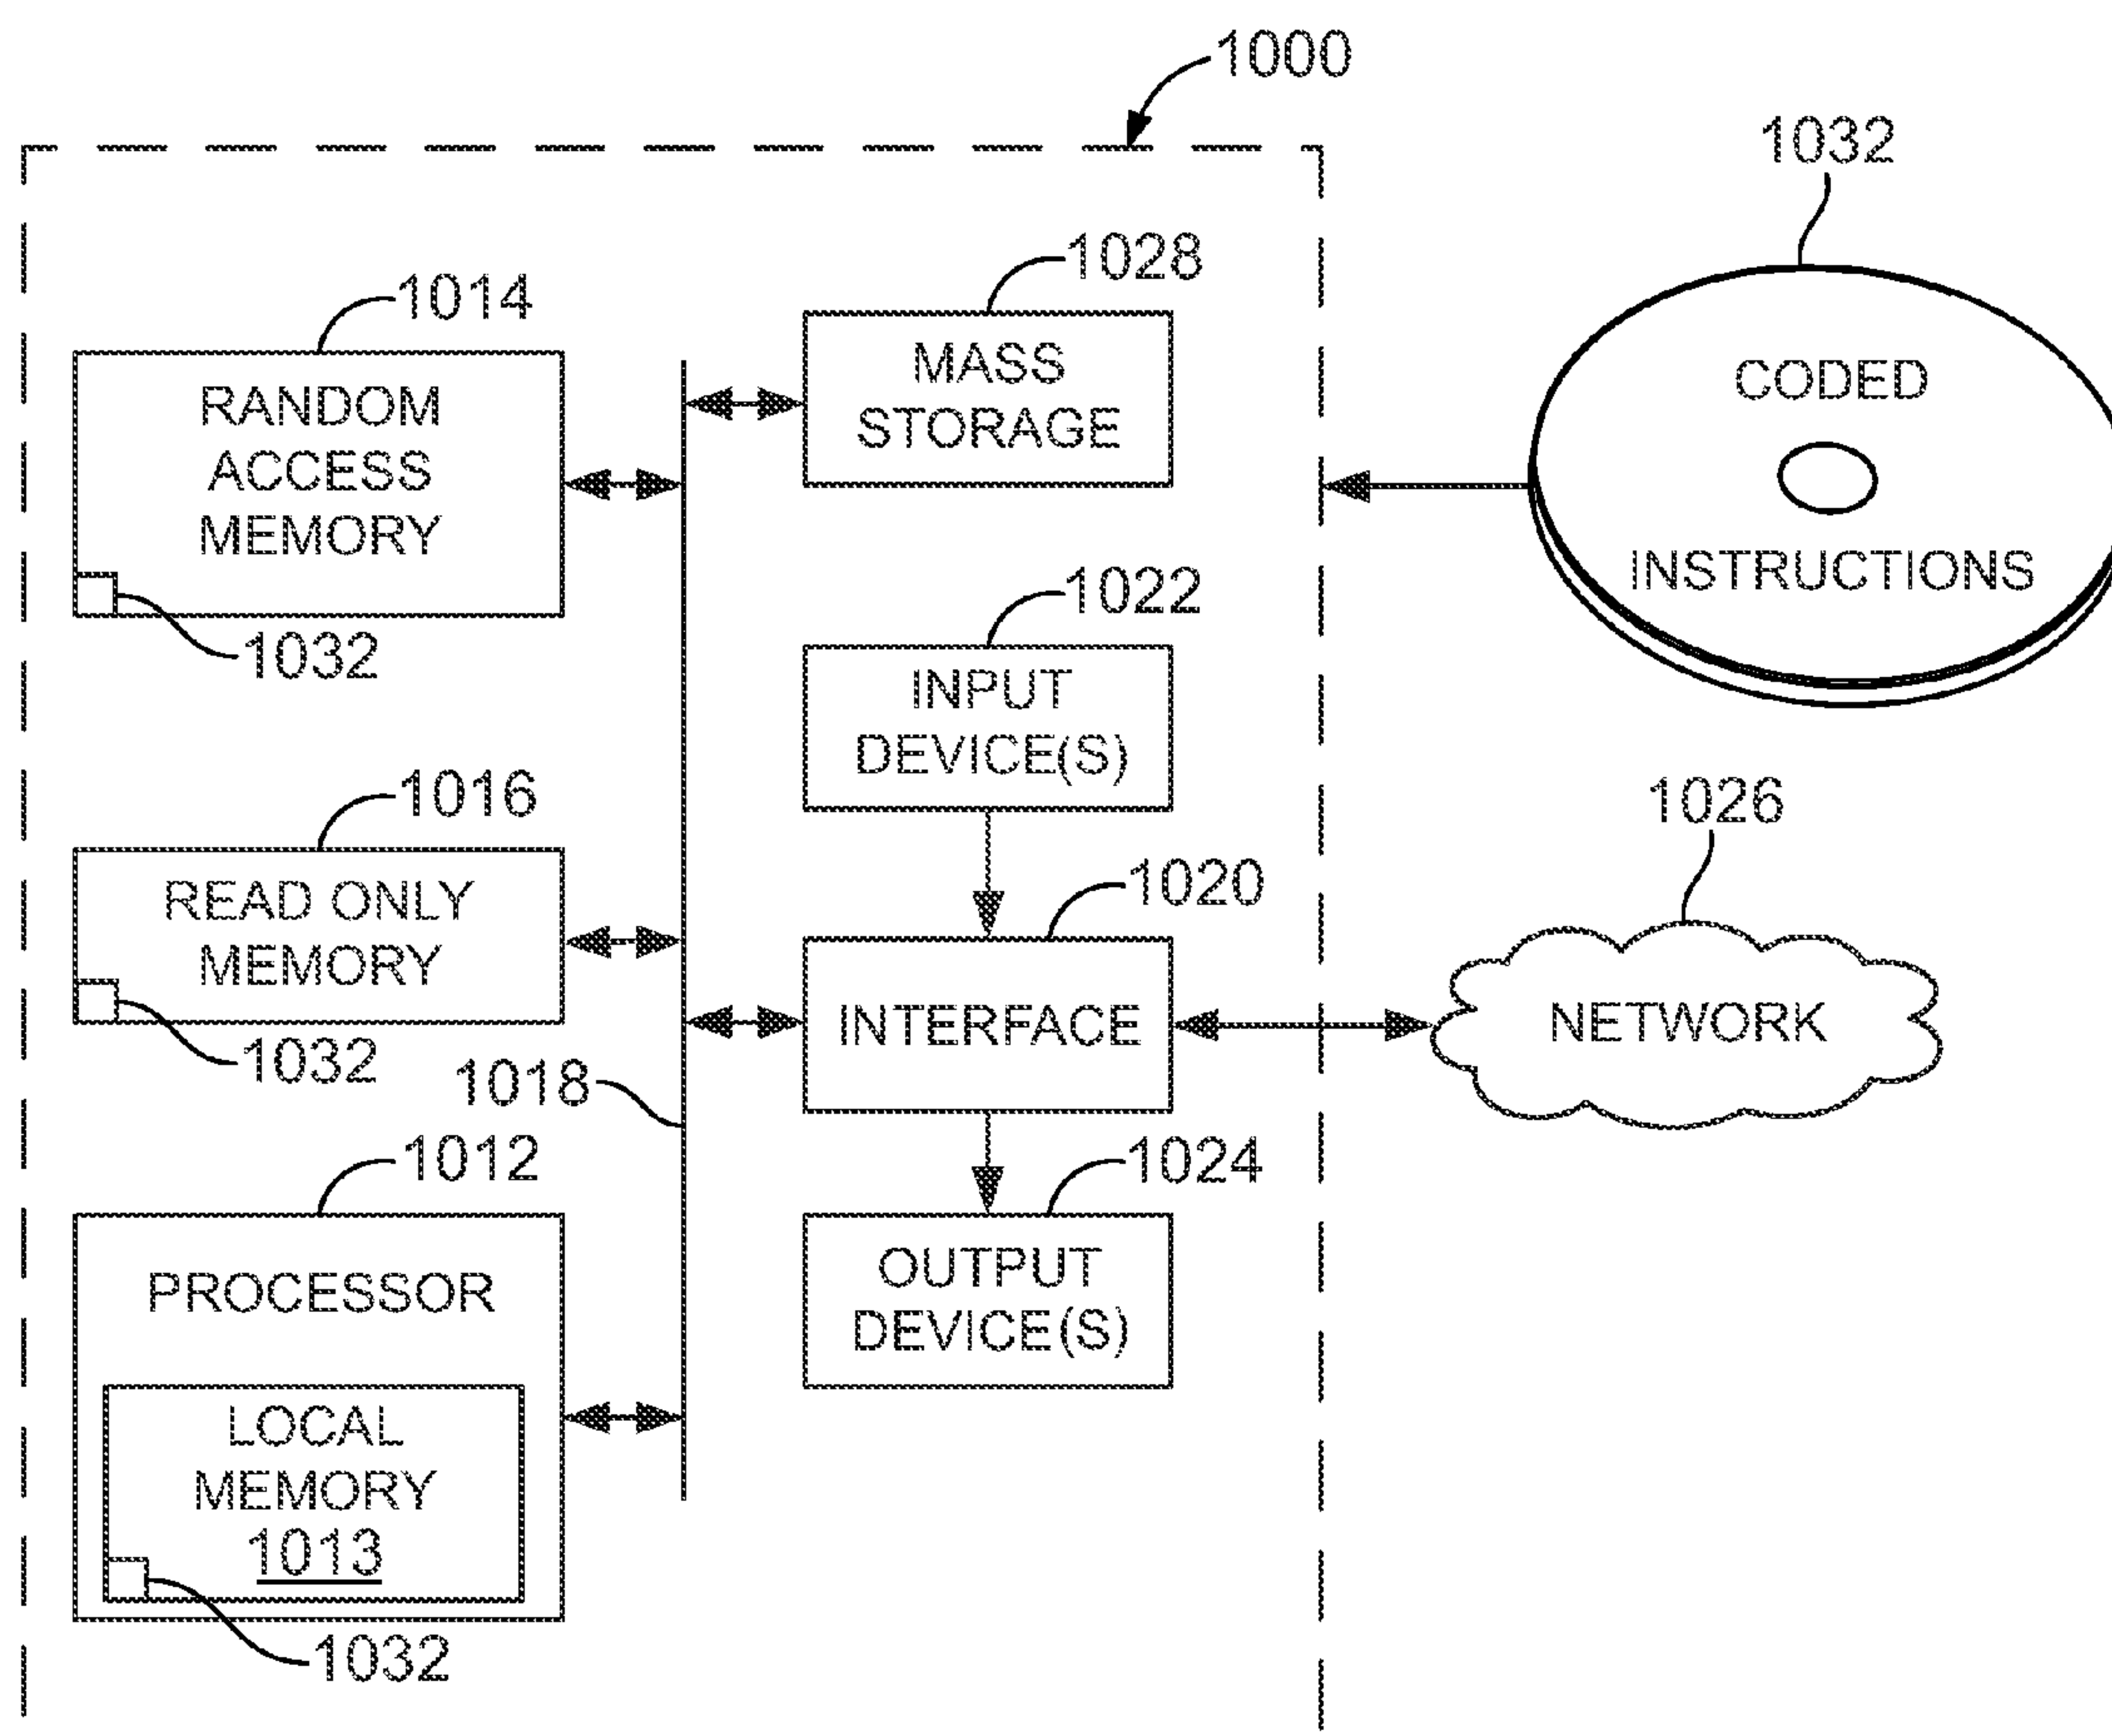 1000
1032
1028
1014
MASS
STORAGE
RANDOM
ACCESS
MEMORY
CODED
INSTRUCTIONS
1032
1022
INPUT
DEVICE(S)
1016
1026
READ ONLY
MEMORY
1020
INTERFACE
NETWORK
1032
1018
1012
1024
PROCESSOR
OUTPUT
DEVICE(S)
LOCAL
MEMORY
1013
1032